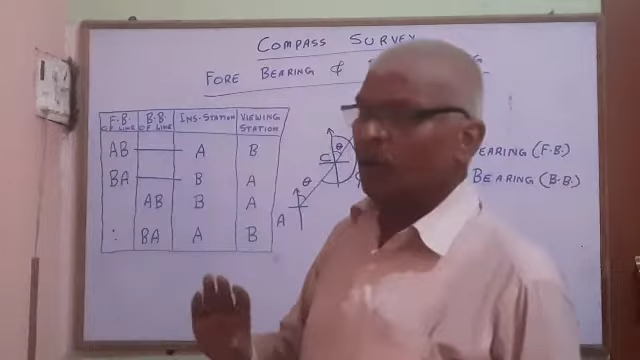 COMPASS SURVEY
FORE BEARING &
F.B. OF LINE B.B. OF LINE INS. STATION VIEWING STATION
AB — A B
BA — B A
AB B A
∴ BA A B
C θ
θ
A
EARING (F.B.)
BEARING (B.B.)